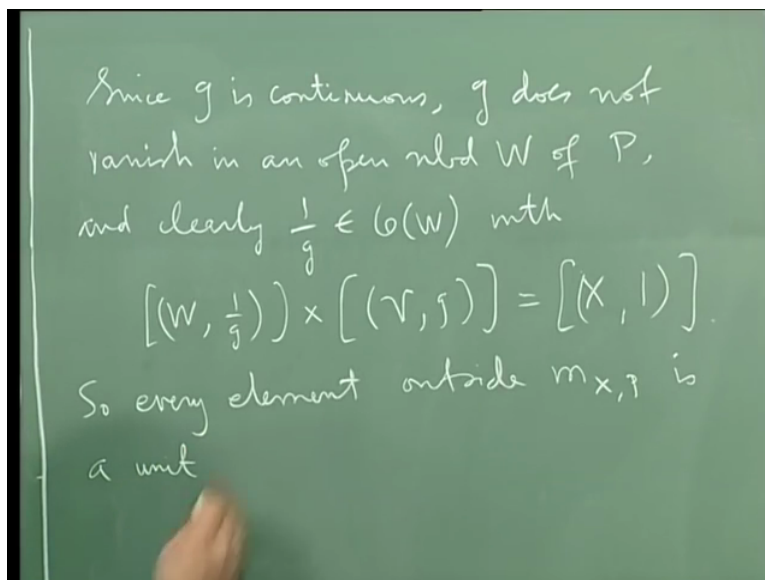 Since g is continuous, g does not
vanish in an open nbd W of P,
and clearly 1/g ∈ O(W) with
[(W, 1/g)] × [(V, g)] = [(X, 1)].
So every element outside m_{X,P} is
a unit